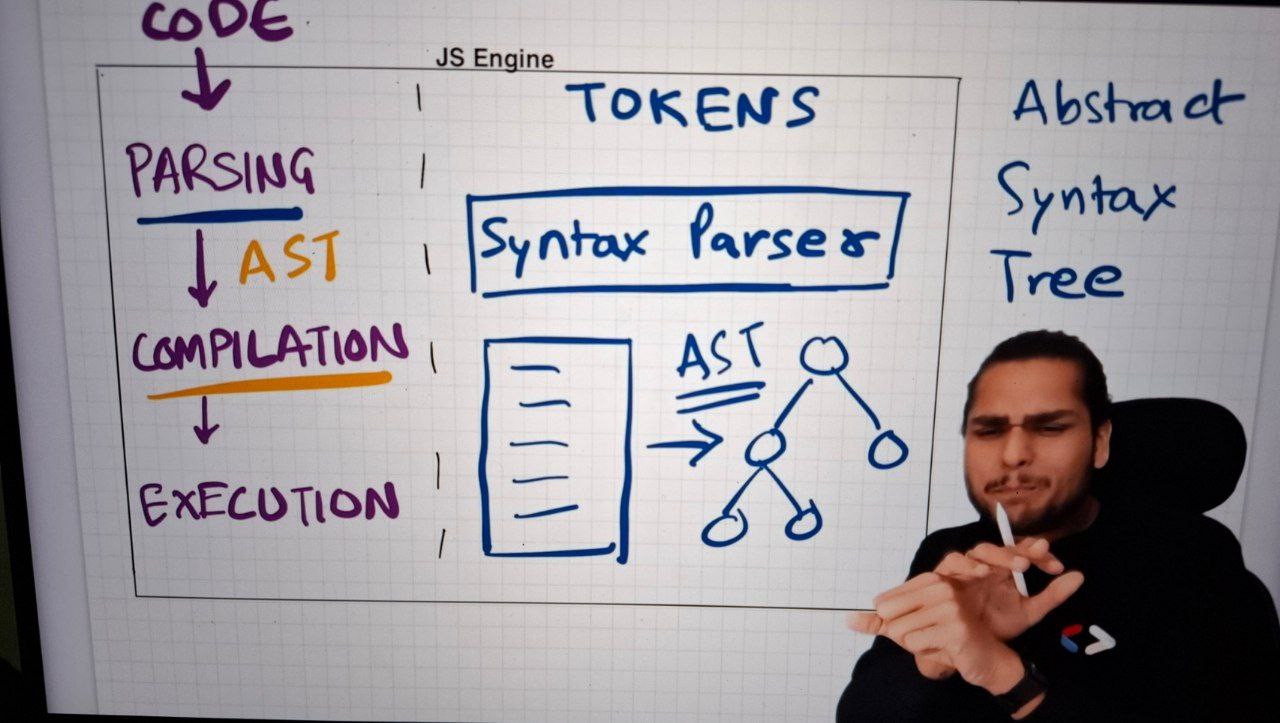 CODE
JS Engine
PARSING
AST
COMPILATION
EXECUTION
TOKENS
Syntax Parser
AST
Abstract
Syntax
Tree